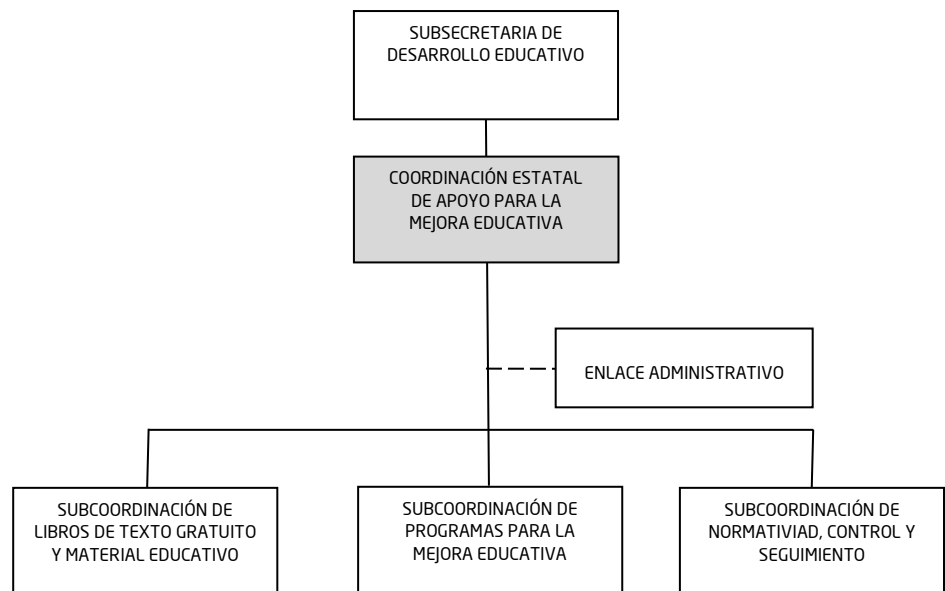 SUBSECRETARIA DE
DESARROLLO EDUCATIVO
COORDINACIÓN ESTATAL
DE APOYO PARA LA
MEJORA EDUCATIVA
ENLACE ADMINISTRATIVO
SUBCOORDINACIÓN DE
LIBROS DE TEXTO GRATUITO
Y MATERIAL EDUCATIVO
SUBCOORDINACIÓN DE
PROGRAMAS PARA LA
MEJORA EDUCATIVA
SUBCOORDINACIÓN DE
NORMATIVIAD, CONTROL Y
SEGUIMIENTO